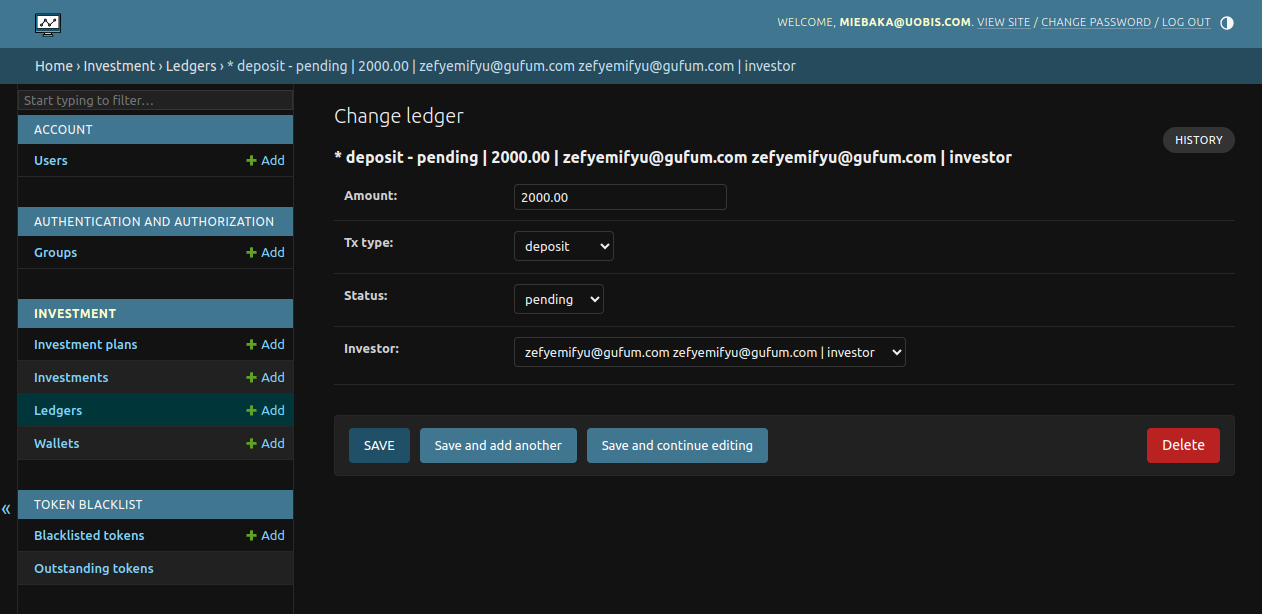 WELCOME, MIEBAKA@UOBIS.COM. VIEW SITE / CHANGE PASSWORD / LOG OUT
Home › Investment › Ledgers › * deposit - pending | 2000.00 | zefyemifyu@gufum.com zefyemifyu@gufum.com | investor
Start typing to filter...
ACCOUNT
Users + Add
AUTHENTICATION AND AUTHORIZATION
Groups + Add
INVESTMENT
Investment plans + Add
Investments + Add
Ledgers + Add
Wallets + Add
TOKEN BLACKLIST
Blacklisted tokens + Add
Outstanding tokens
«
Change ledger
HISTORY
* deposit - pending | 2000.00 | zefyemifyu@gufum.com zefyemifyu@gufum.com | investor
Amount: 2000.00
Tx type: deposit
Status: pending
Investor: zefyemifyu@gufum.com zefyemifyu@gufum.com | investor
SAVE Save and add another Save and continue editing Delete